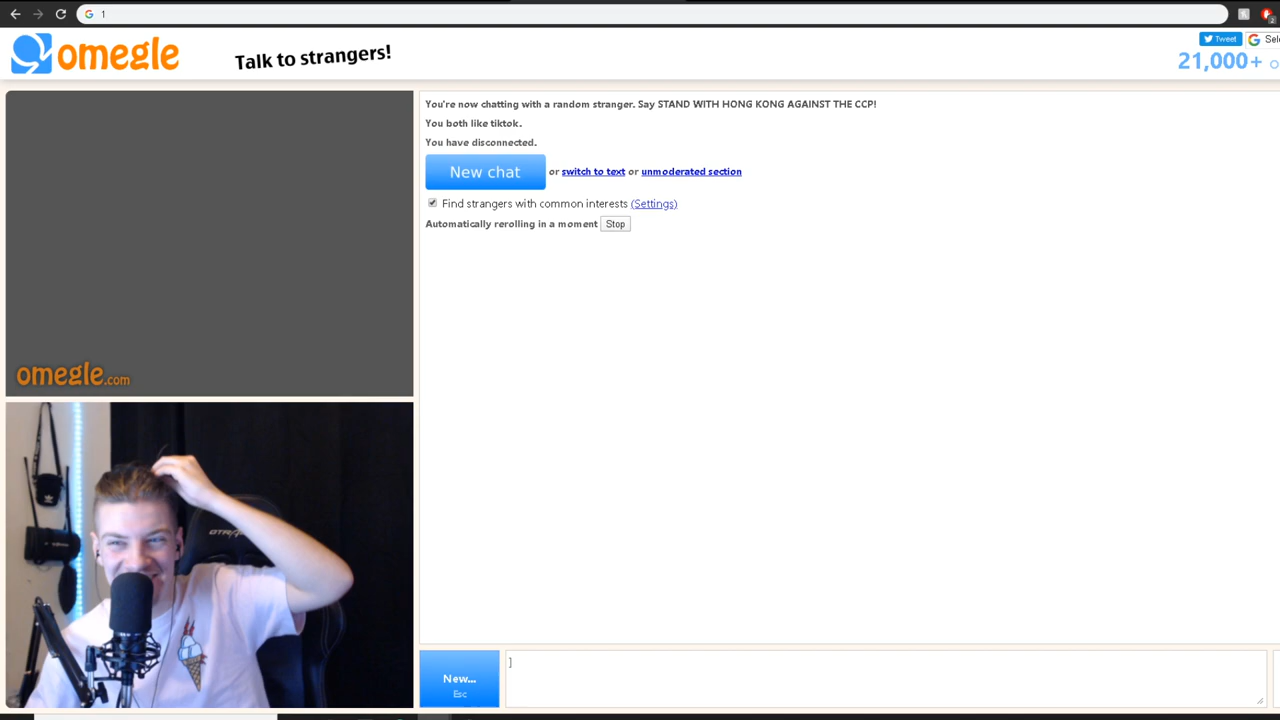 1
omegle
Talk to strangers!
Tweet
21,000+
You're now chatting with a random stranger. Say STAND WITH HONG KONG AGAINST THE CCP!
You both like tiktok.
You have disconnected.
New chat or switch to text or unmoderated section
Find strangers with common interests (Settings)
Automatically rerolling in a moment Stop
omegle.com
New...
Esc
]